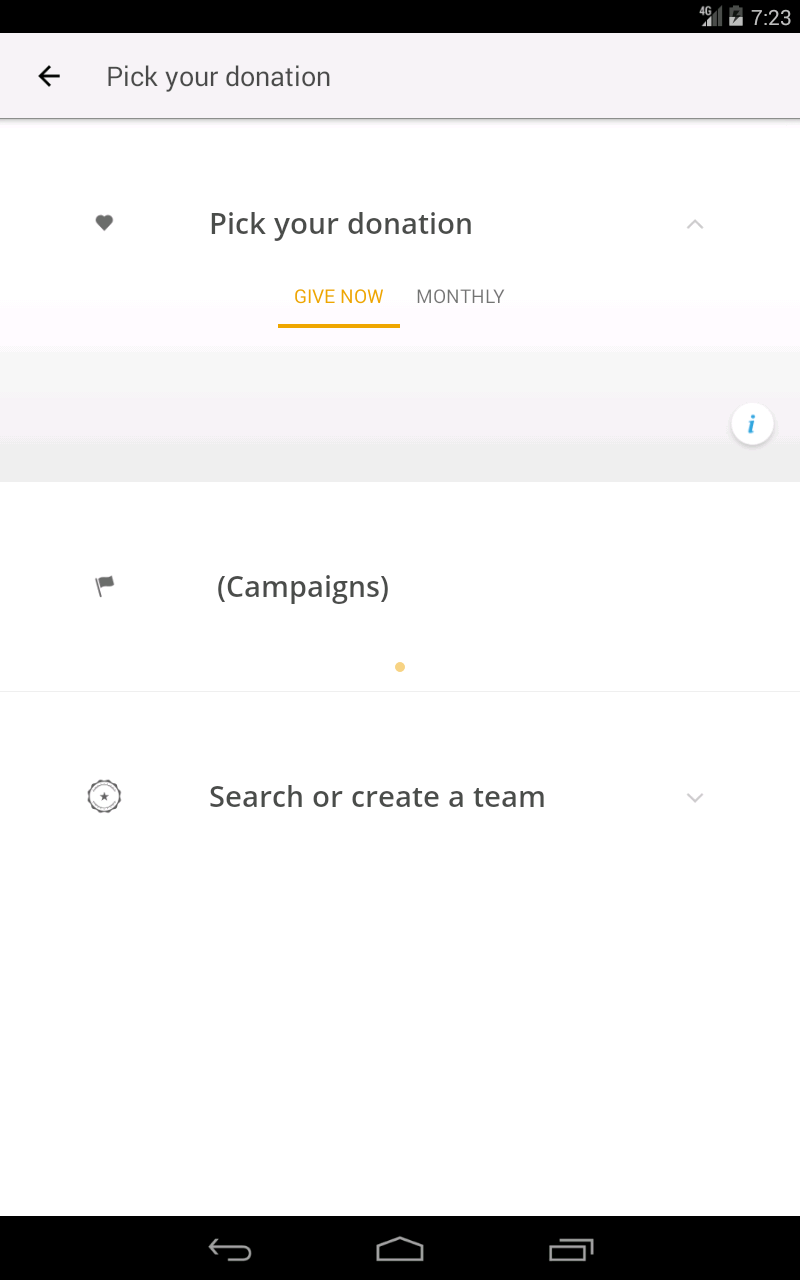 4G 7:23
Pick your donation
Pick your donation
GIVE NOW MONTHLY
i
(Campaigns)
Search or create a team